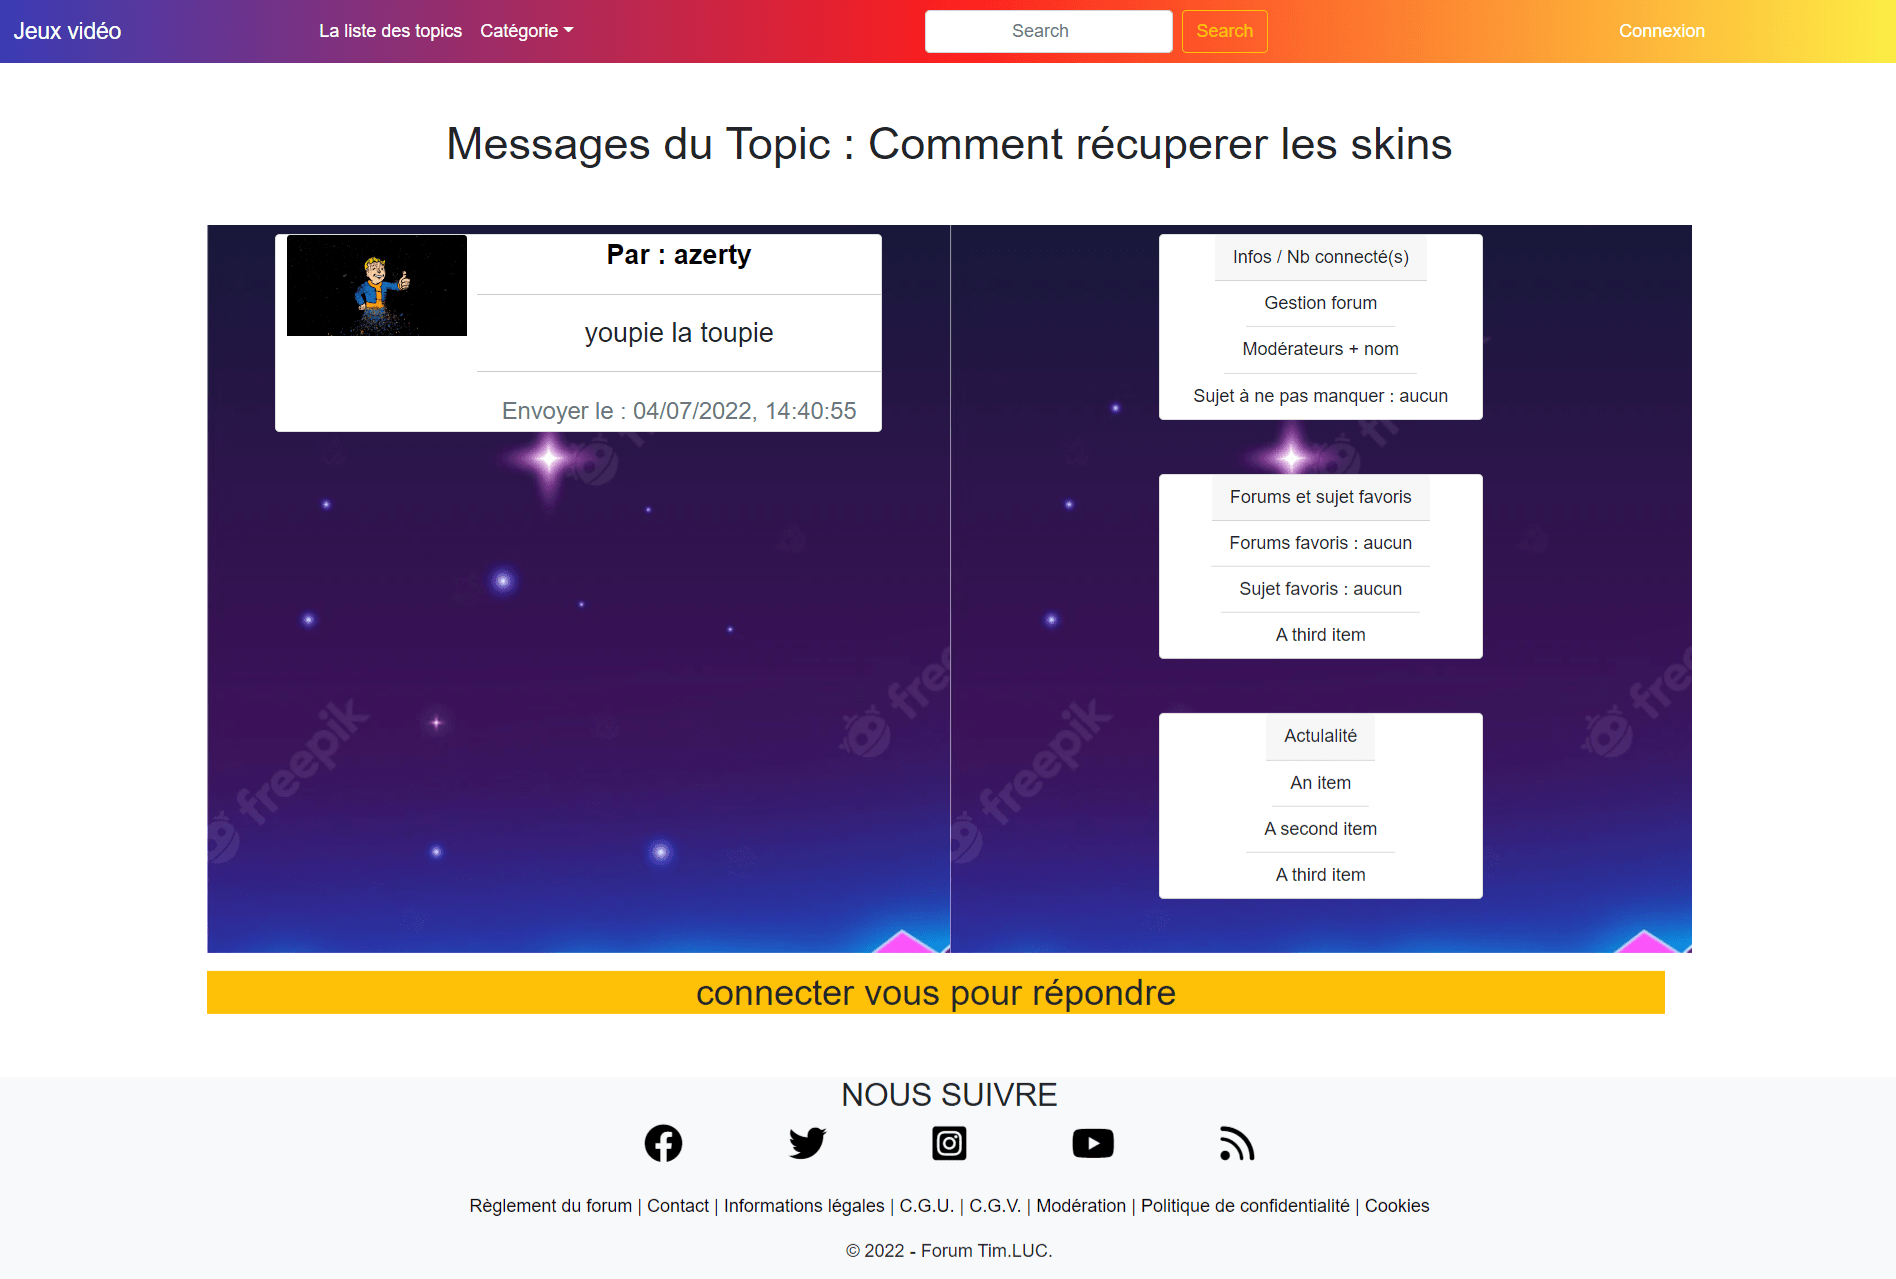 Jeux vidéo
La liste des topics
Catégorie
Search
Search
Connexion
Messages du Topic : Comment récuperer les skins
Par : azerty
youpie la toupie
Envoyer le : 04/07/2022, 14:40:55
Infos / Nb connecté(s)
Gestion forum
Modérateurs + nom
Sujet à ne pas manquer : aucun
Forums et sujet favoris
Forums favoris : aucun
Sujet favoris : aucun
A third item
Actulalité
An item
A second item
A third item
freepik
freepik
connecter vous pour répondre
NOUS SUIVRE
Règlement du forum | Contact | Informations légales | C.G.U. | C.G.V. | Modération | Politique de confidentialité | Cookies
© 2022 - Forum Tim.LUC.